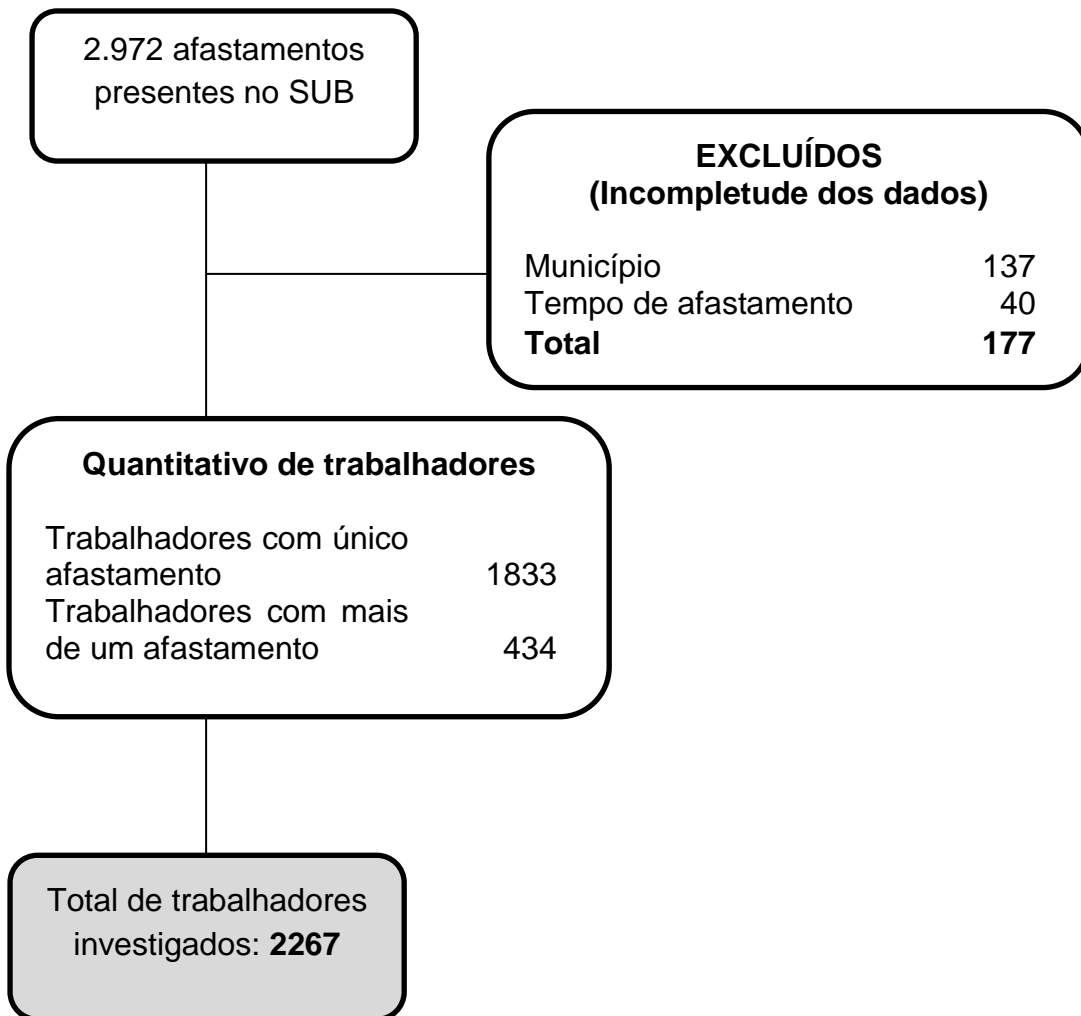 2.972 afastamentos
presentes no SUB
EXCLUÍDOS
(Incompletude dos dados)
Município 137
Tempo de afastamento 40
Total 177
Quantitativo de trabalhadores
Trabalhadores com único
afastamento 1833
Trabalhadores com mais
de um afastamento 434
Total de trabalhadores
investigados: 2267